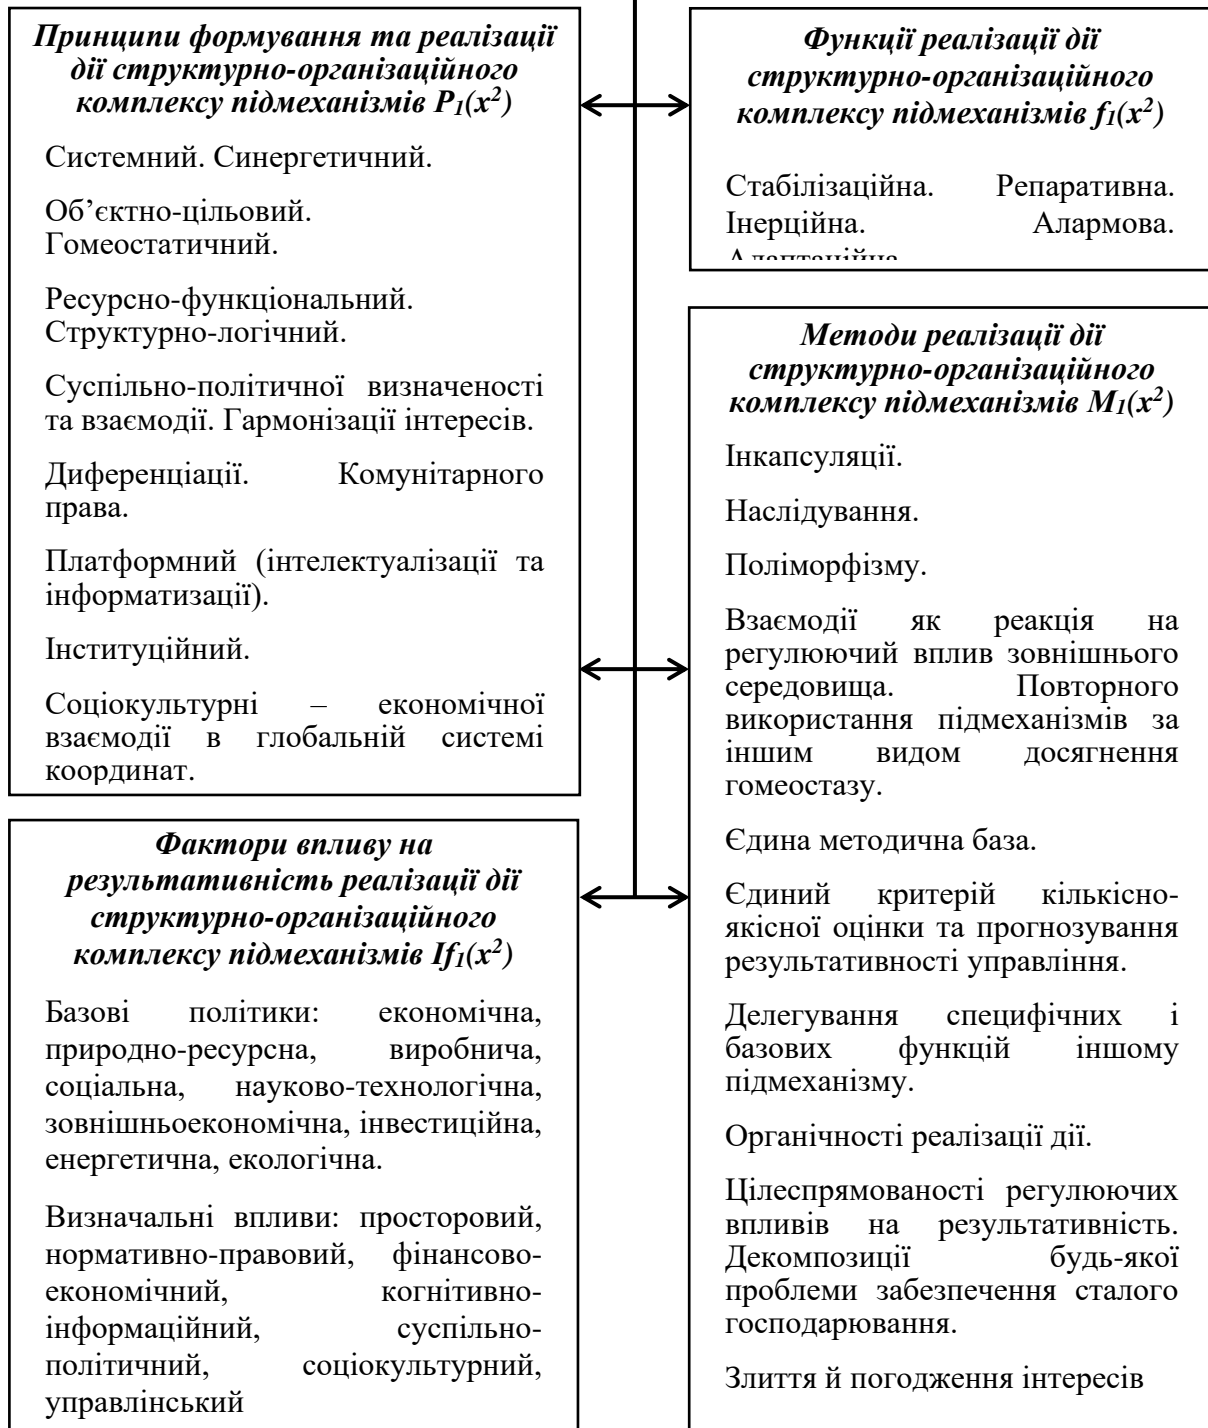 Принципи формування та реалізації
дії структурно-організаційного
комплексу підмеханізмів P₁(x²)
Системний. Синергетичний.
Об’єктно-цільовий.
Гомеостатичний.
Ресурсно-функціональний.
Структурно-логічний.
Суспільно-політичної визначеності
та взаємодії. Гармонізації інтересів.
Диференціації. Комунітарного
права.
Платформний (інтелектуалізації та
інформатизації).
Інституційний.
Соціокультурні – економічної
взаємодії в глобальній системі
координат.
Фактори впливу на
результативність реалізації дії
структурно-організаційного
комплексу підмеханізмів If₁(x²)
Базові політики: економічна,
природно-ресурсна, виробнича,
соціальна, науково-технологічна,
зовнішньоекономічна, інвестиційна,
енергетична, екологічна.
Визначальні впливи: просторовий,
нормативно-правовий, фінансово-
економічний, когнітивно-
інформаційний, суспільно-
політичний, соціокультурний,
управлінський
Функції реалізації дії
структурно-організаційного
комплексу підмеханізмів f₁(x²)
Стабілізаційна. Репаративна.
Інерційна. Алармова.
Адаптаційна
Методи реалізації дії
структурно-організаційного
комплексу підмеханізмів M₁(x²)
Інкапсуляції.
Наслідування.
Поліморфізму.
Взаємодії як реакція на
регулюючий вплив зовнішнього
середовища. Повторного
використання підмеханізмів за
іншим видом досягнення
гомеостазу.
Єдина методична база.
Єдиний критерій кількісно-
якісної оцінки та прогнозування
результативності управління.
Делегування специфічних і
базових функцій іншому
підмеханізму.
Органічності реалізації дії.
Цілеспрямованості регулюючих
впливів на результативність.
Декомпозиції будь-якої
проблеми забезпечення сталого
господарювання.
Злиття й погодження інтересів